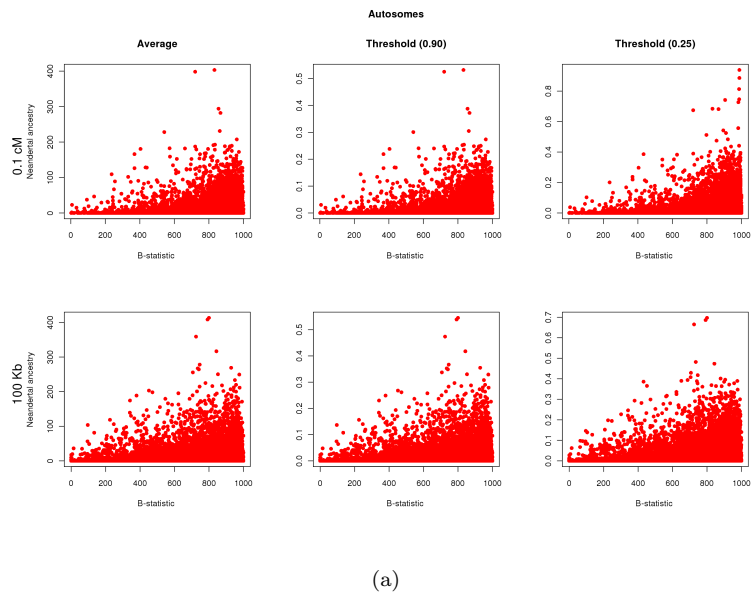 Autosomes
Average
Threshold (0.90)
Threshold (0.25)
0.1 cM
Neandertal ancestry
0 100 200 300 400
0 200 400 600 800 1000
B-statistic
0.0 0.1 0.2 0.3 0.4 0.5
0 200 400 600 800 1000
B-statistic
0.0 0.2 0.4 0.6 0.8
0 200 400 600 800 1000
B-statistic
100 Kb
Neandertal ancestry
0 100 200 300 400
0 200 400 600 800 1000
B-statistic
0.0 0.1 0.2 0.3 0.4 0.5
0 200 400 600 800 1000
B-statistic
0.0 0.1 0.2 0.3 0.4 0.5 0.6 0.7
0 200 400 600 800 1000
B-statistic
(a)